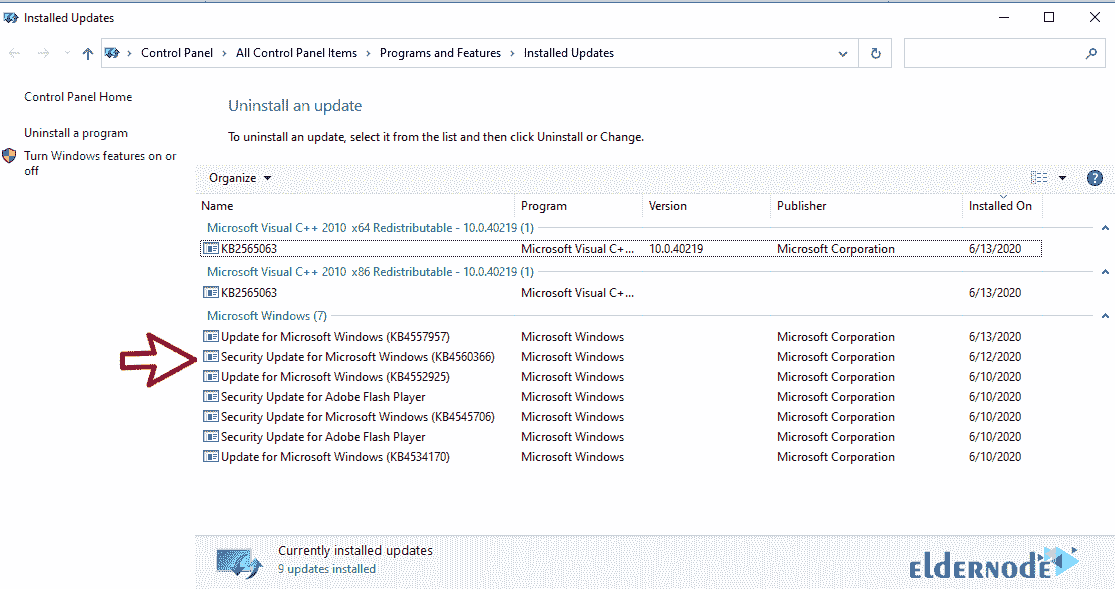 Installed Updates
Control Panel > All Control Panel Items > Programs and Features > Installed Updates
Control Panel Home
Uninstall a program
Turn Windows features on or
off
Uninstall an update
To uninstall an update, select it from the list and then click Uninstall or Change.
Organize
Name Program Version Publisher Installed On
Microsoft Visual C++ 2010 x64 Redistributable - 10.0.40219 (1)
KB2565063 Microsoft Visual C+... 10.0.40219 Microsoft Corporation 6/13/2020
Microsoft Visual C++ 2010 x86 Redistributable - 10.0.40219 (1)
KB2565063 Microsoft Visual C+... 6/13/2020
Microsoft Windows (7)
Update for Microsoft Windows (KB4557957) Microsoft Windows Microsoft Corporation 6/13/2020
Security Update for Microsoft Windows (KB4560366) Microsoft Windows Microsoft Corporation 6/12/2020
Update for Microsoft Windows (KB4552925) Microsoft Windows Microsoft Corporation 6/10/2020
Security Update for Adobe Flash Player Microsoft Windows Microsoft Corporation 6/10/2020
Security Update for Microsoft Windows (KB4545706) Microsoft Windows Microsoft Corporation 6/10/2020
Security Update for Adobe Flash Player Microsoft Windows Microsoft Corporation 6/10/2020
Update for Microsoft Windows (KB4534170) Microsoft Windows Microsoft Corporation 6/10/2020
Currently installed updates
9 updates installed
eldernode